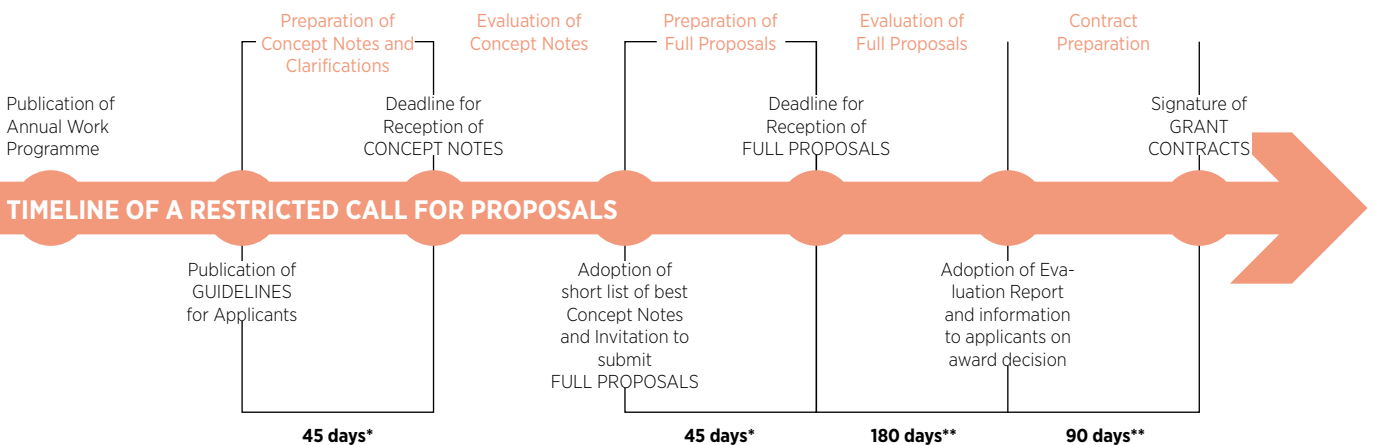 Preparation of
Concept Notes and
Clarifications
Evaluation of
Concept Notes
Preparation of
Full Proposals
Evaluation of
Full Proposals
Contract
Preparation
Publication of
Annual Work
Programme
Deadline for
Reception of
CONCEPT NOTES
Deadline for
Reception of
FULL PROPOSALS
Signature of
GRANT
CONTRACTS
TIMELINE OF A RESTRICTED CALL FOR PROPOSALS
Publication of
GUIDELINES
for Applicants
Adoption of
short list of best
Concept Notes
and Invitation to
submit
FULL PROPOSALS
Adoption of Eva-
luation Report
and information
to applicants on
award decision
45 days*
45 days*
180 days**
90 days**